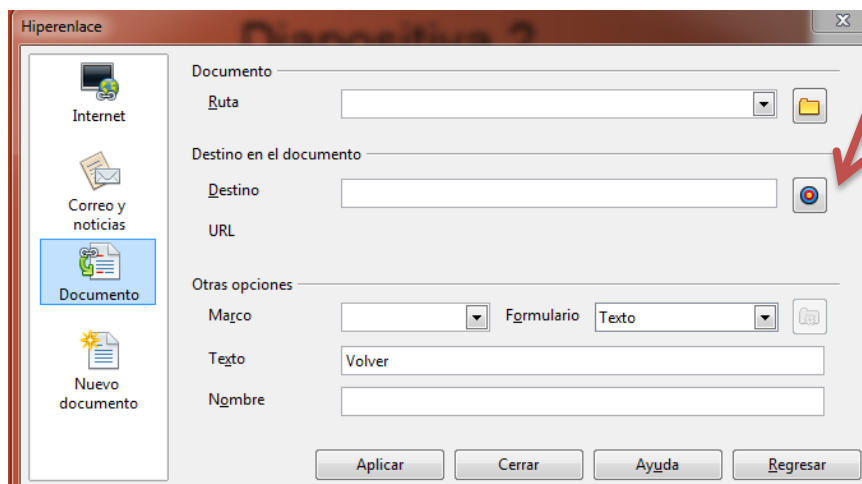 Hiperenlace
Diapositiva 2
Internet
Correo y
noticias
Documento
Nuevo
documento
Documento
Ruta
Destino en el documento
Destino
URL
Otras opciones
Marco
Formulario
Texto
Texto
Volver
Nombre
Aplicar
Cerrar
Ayuda
Regresar